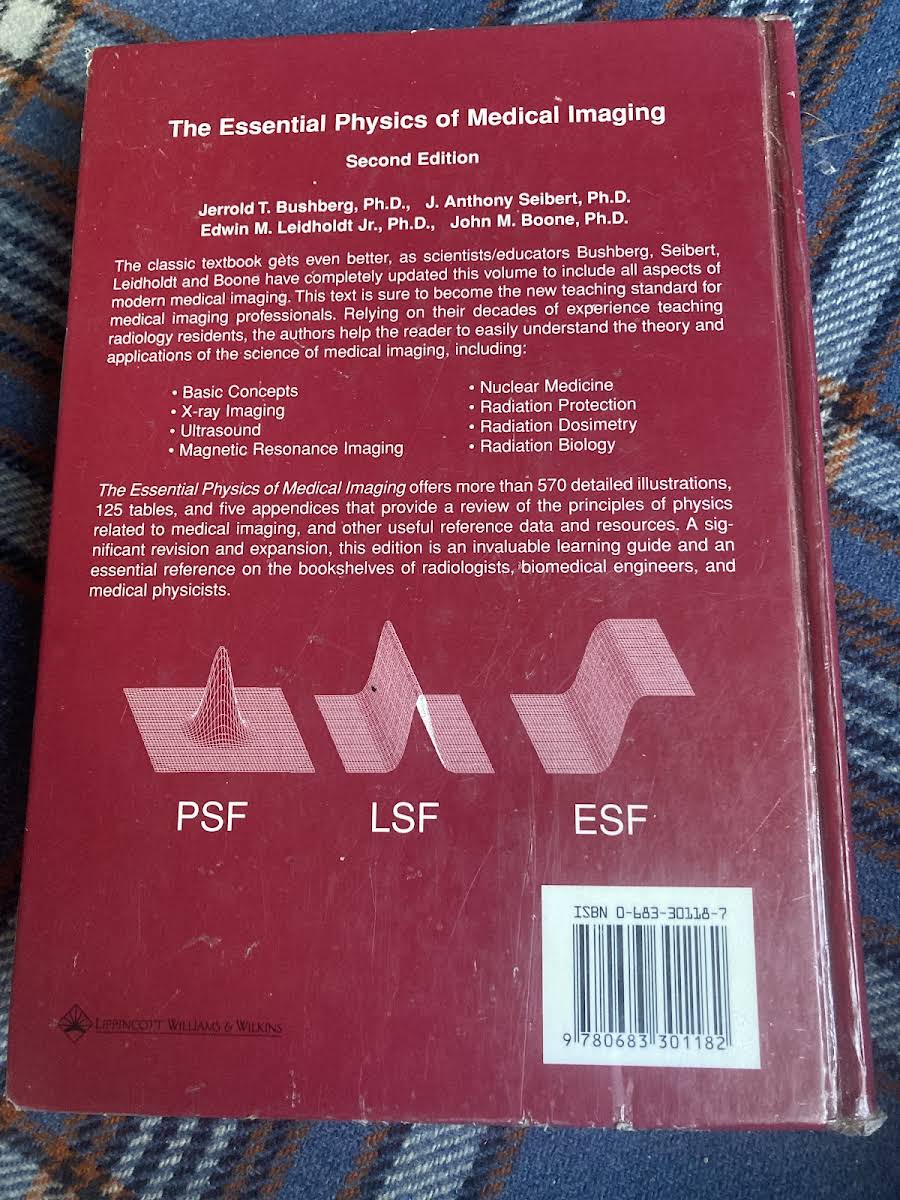 The Essential Physics of Medical Imaging
Second Edition
Jerrold T. Bushberg, Ph.D., J. Anthony Seibert, Ph.D.
Edwin M. Leidholdt Jr., Ph.D., John M. Boone, Ph.D.
The classic textbook gets even better, as scientists/educators Bushberg, Seibert,
Leidholdt and Boone have completely updated this volume to include all aspects of
modern medical imaging. This text is sure to become the new teaching standard for
medical imaging professionals. Relying on their decades of experience teaching
radiology residents, the authors help the reader to easily understand the theory and
applications of the science of medical imaging, including:
• Basic Concepts
• X-ray Imaging
• Ultrasound
• Magnetic Resonance Imaging
• Nuclear Medicine
• Radiation Protection
• Radiation Dosimetry
• Radiation Biology
The Essential Physics of Medical Imaging offers more than 570 detailed illustrations,
125 tables, and five appendices that provide a review of the principles of physics
related to medical imaging, and other useful reference data and resources. A sig-
nificant revision and expansion, this edition is an invaluable learning guide and an
essential reference on the bookshelves of radiologists, biomedical engineers, and
medical physicists.
PSF LSF ESF
ISBN 0-683-30118-7
9 780683 301182
LIPPINCOTT WILLIAMS & WILKINS